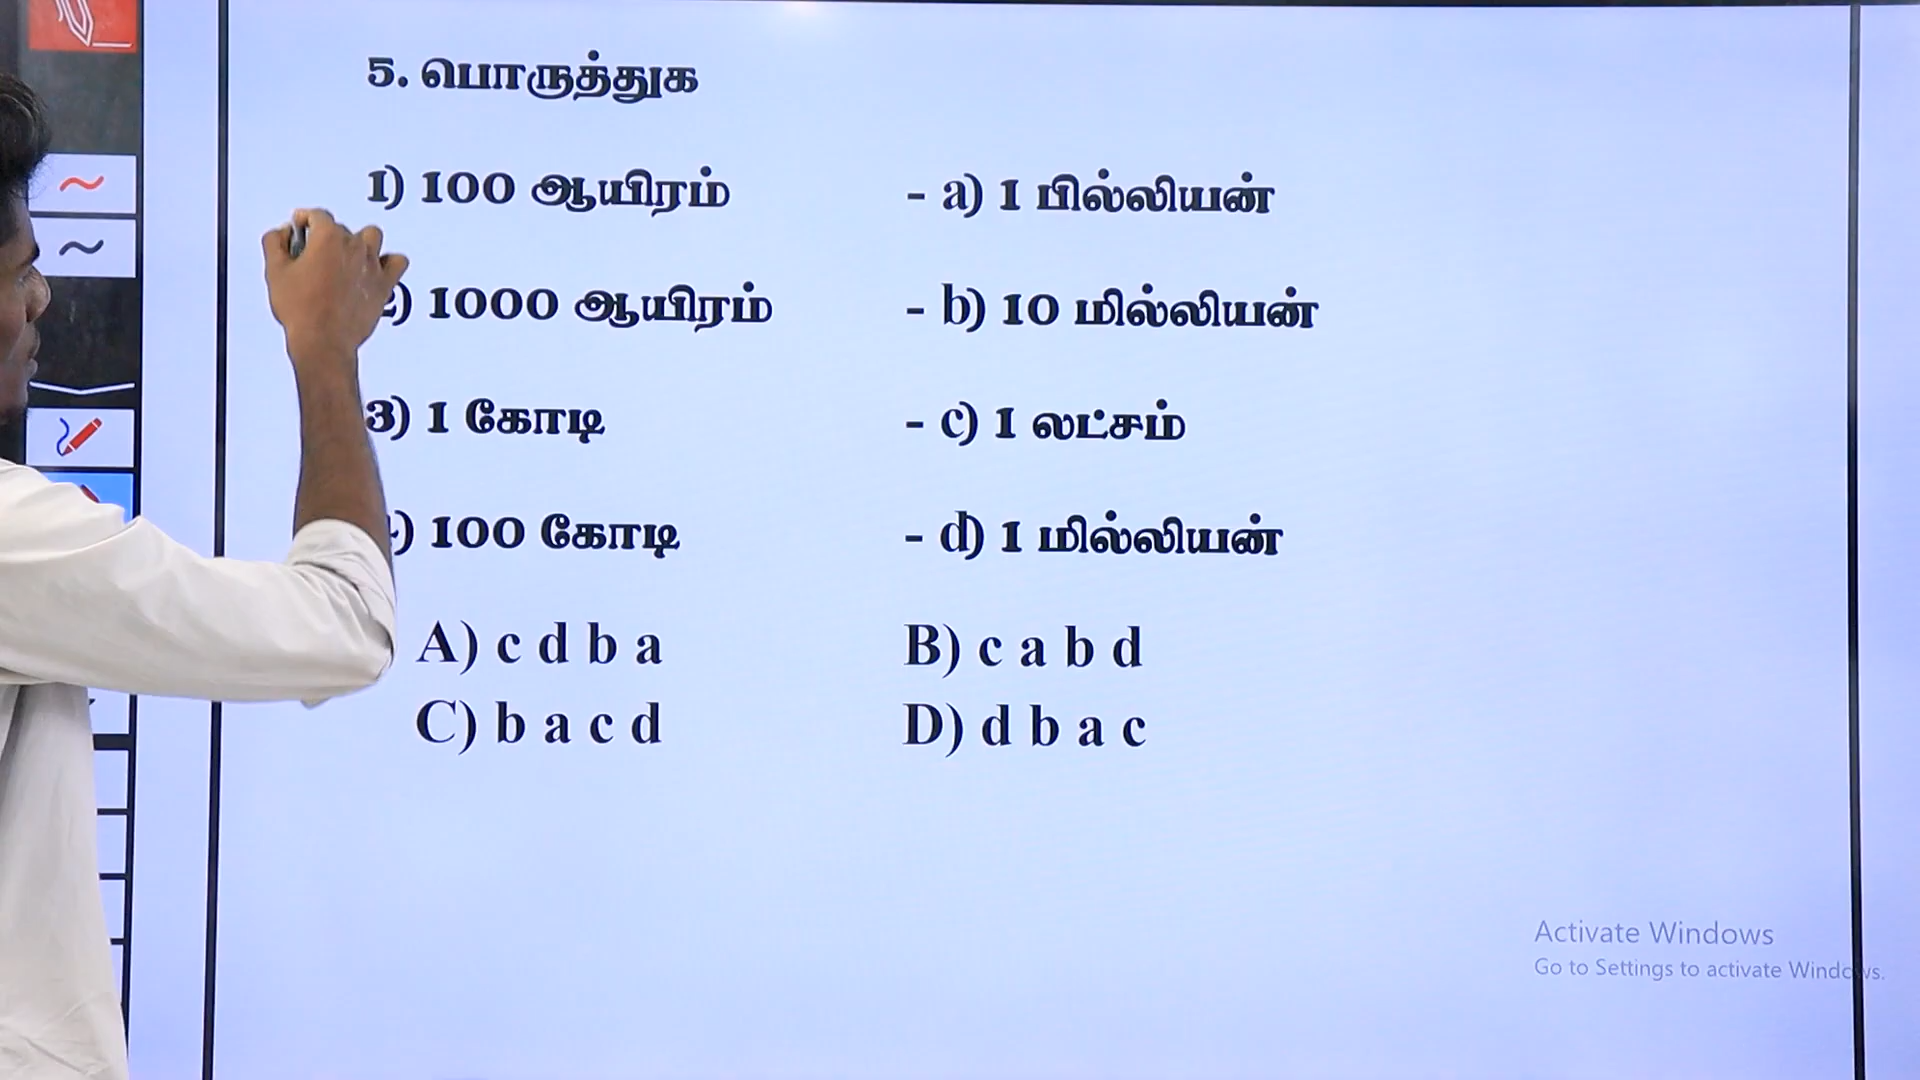 5. பொருத்துக
1) 100 ஆயிரம் - a) 1 பில்லியன்
2) 1000 ஆயிரம் - b) 10 மில்லியன்
3) 1 கோடி - c) 1 லட்சம்
) 100 கோடி - d) 1 மில்லியன்
A) c d b a B) c a b d
C) b a c d D) d b a c
Activate Windows
Go to Settings to activate Windows.